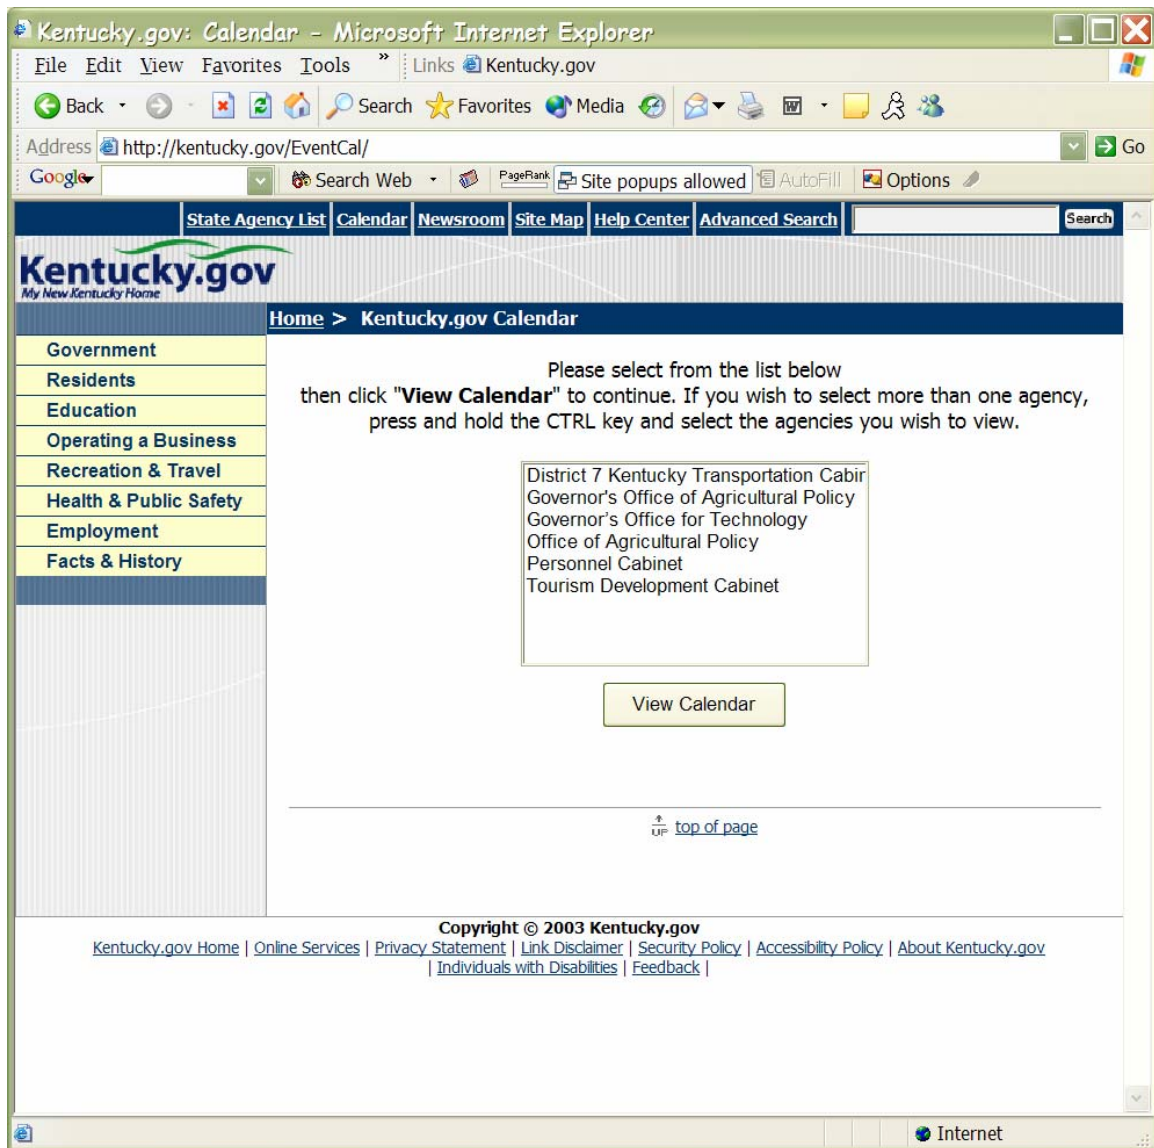 Kentucky.gov: Calendar - Microsoft Internet Explorer
File Edit View Favorites Tools » Links Kentucky.gov
Back Search Favorites Media
Address http://kentucky.gov/EventCal/ Go
Google Search Web PageRank Site popups allowed AutoFill Options
State Agency List Calendar Newsroom Site Map Help Center Advanced Search Search
Kentucky.gov
My New Kentucky Home
Home > Kentucky.gov Calendar
Government
Residents
Education
Operating a Business
Recreation & Travel
Health & Public Safety
Employment
Facts & History
Please select from the list below
then click "View Calendar" to continue. If you wish to select more than one agency,
press and hold the CTRL key and select the agencies you wish to view.
District 7 Kentucky Transportation Cabir
Governor's Office of Agricultural Policy
Governor’s Office for Technology
Office of Agricultural Policy
Personnel Cabinet
Tourism Development Cabinet
View Calendar
UP top of page
Copyright © 2003 Kentucky.gov
Kentucky.gov Home | Online Services | Privacy Statement | Link Disclaimer | Security Policy | Accessibility Policy | About Kentucky.gov
| Individuals with Disabilities | Feedback |
Internet